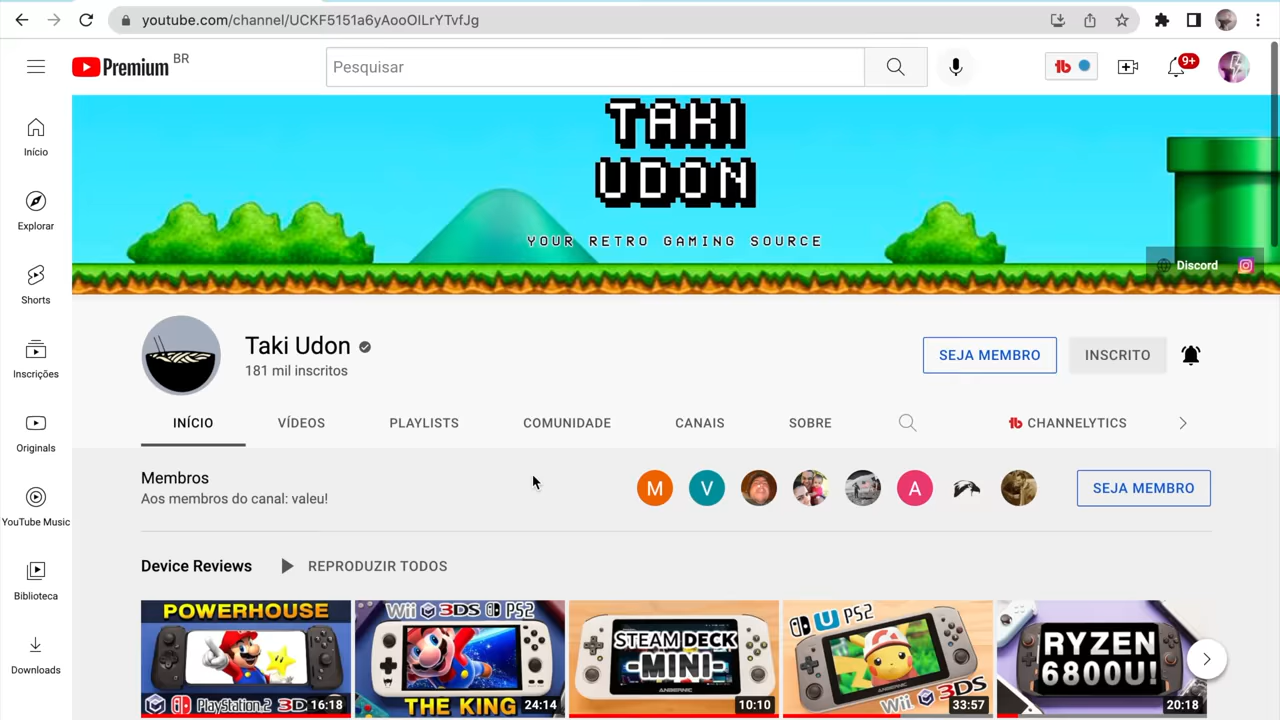 youtube.com/channel/UCKF5151a6yAooOILrYTvfJg
Premium BR
Pesquisar
9+
TAKI
UDON
YOUR RETRO GAMING SOURCE
Discord
Início
Explorar
Shorts
Inscrições
Originals
YouTube Music
Biblioteca
Downloads
Taki Udon
181 mil inscritos
SEJA MEMBRO
INSCRITO
INÍCIO VÍDEOS PLAYLISTS COMUNIDADE CANAIS SOBRE CHANNELYTICS
Membros
Aos membros do canal: valeu!
M V A
SEJA MEMBRO
Device Reviews REPRODUZIR TODOS
POWERHOUSE
PlayStation.2 3D
16:18
Wii 3DS PS2
THE KING
24:14
STEAM DECK
-MINI-
ANBERNIC
10:10
U PS2
Wii 3DS
33:57
RYZEN
6800U!
20:18